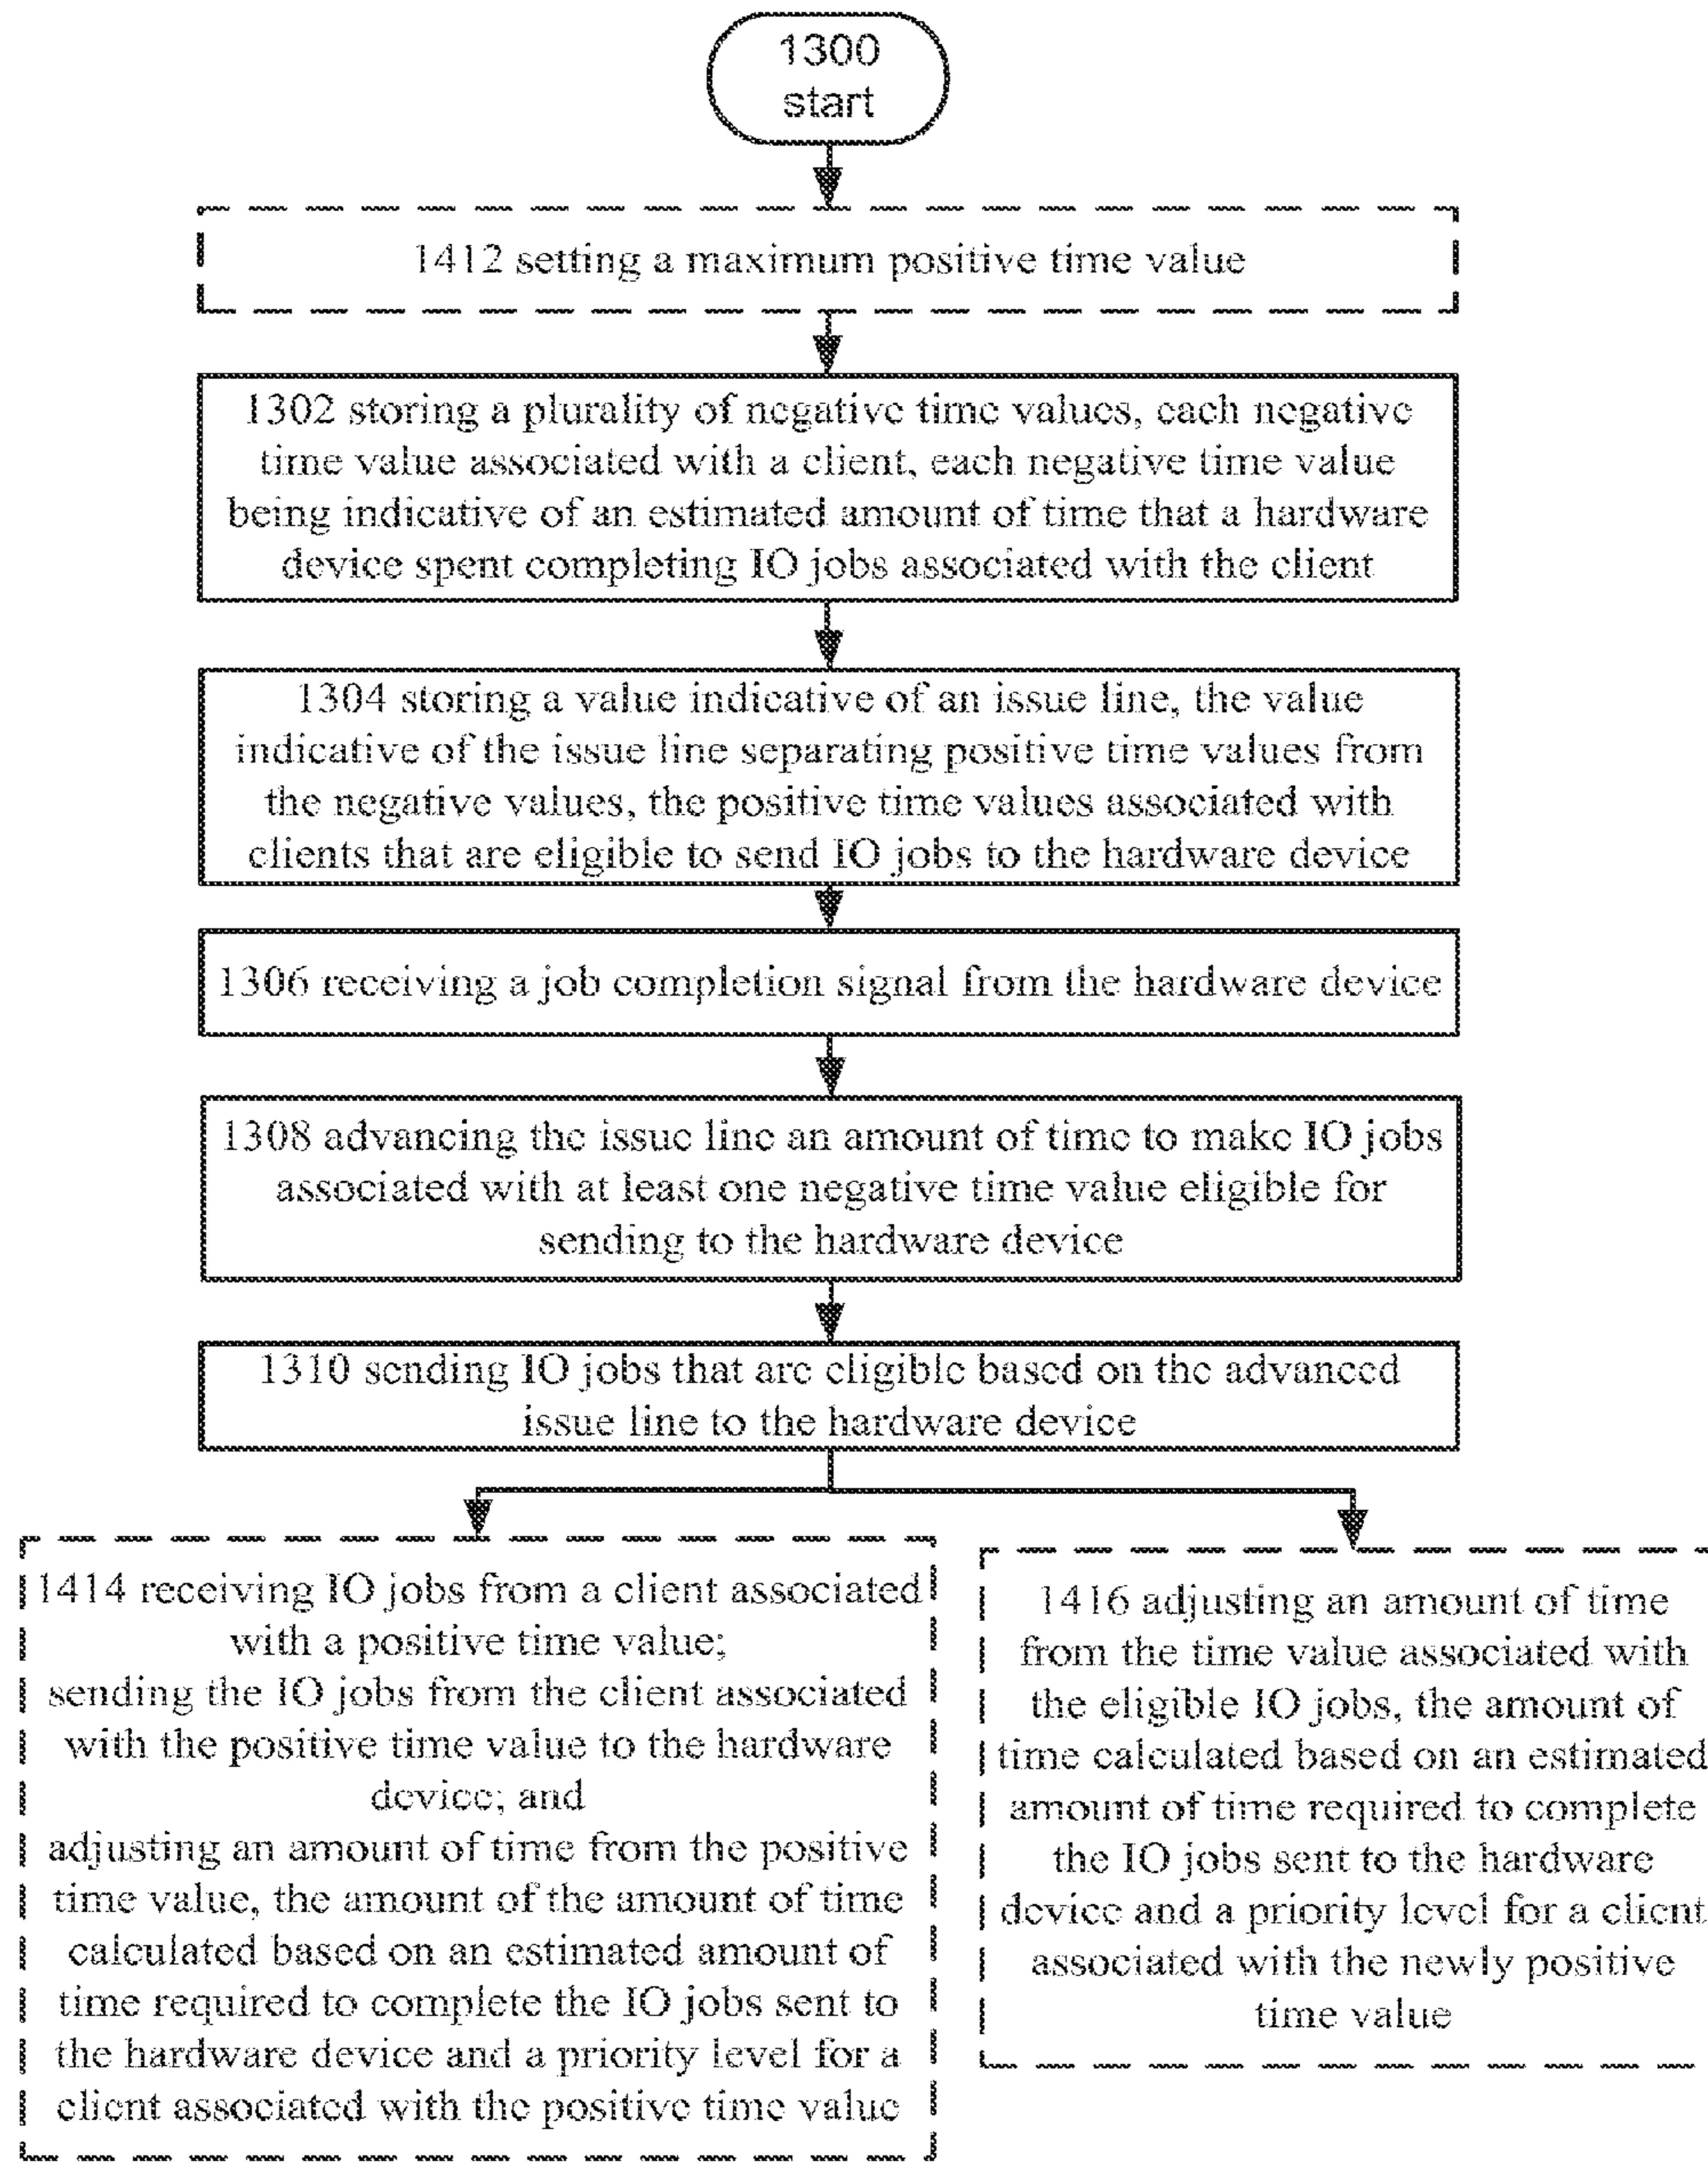 1300
start
1412 setting a maximum positive time value
1302 storing a plurality of negative time values, each negative
time value associated with a client, each negative time value
being indicative of an estimated amount of time that a hardware
device spent completing IO jobs associated with the client
1304 storing a value indicative of an issue line, the value
indicative of the issue line separating positive time values from
the negative values, the positive time values associated with
clients that are eligible to send IO jobs to the hardware device
1306 receiving a job completion signal from the hardware device
1308 advancing the issue line an amount of time to make IO jobs
associated with at least one negative time value eligible for
sending to the hardware device
1310 sending IO jobs that are eligible based on the advanced
issue line to the hardware device
1414 receiving IO jobs from a client associated
with a positive time value;
sending the IO jobs from the client associated
with the positive time value to the hardware
device; and
adjusting an amount of time from the positive
time value, the amount of the amount of time
calculated based on an estimated amount of
time required to complete the IO jobs sent to
the hardware device and a priority level for a
client associated with the positive time value
1416 adjusting an amount of time
from the time value associated with
the eligible IO jobs, the amount of
time calculated based on an estimated
amount of time required to complete
the IO jobs sent to the hardware
device and a priority level for a client
associated with the newly positive
time value